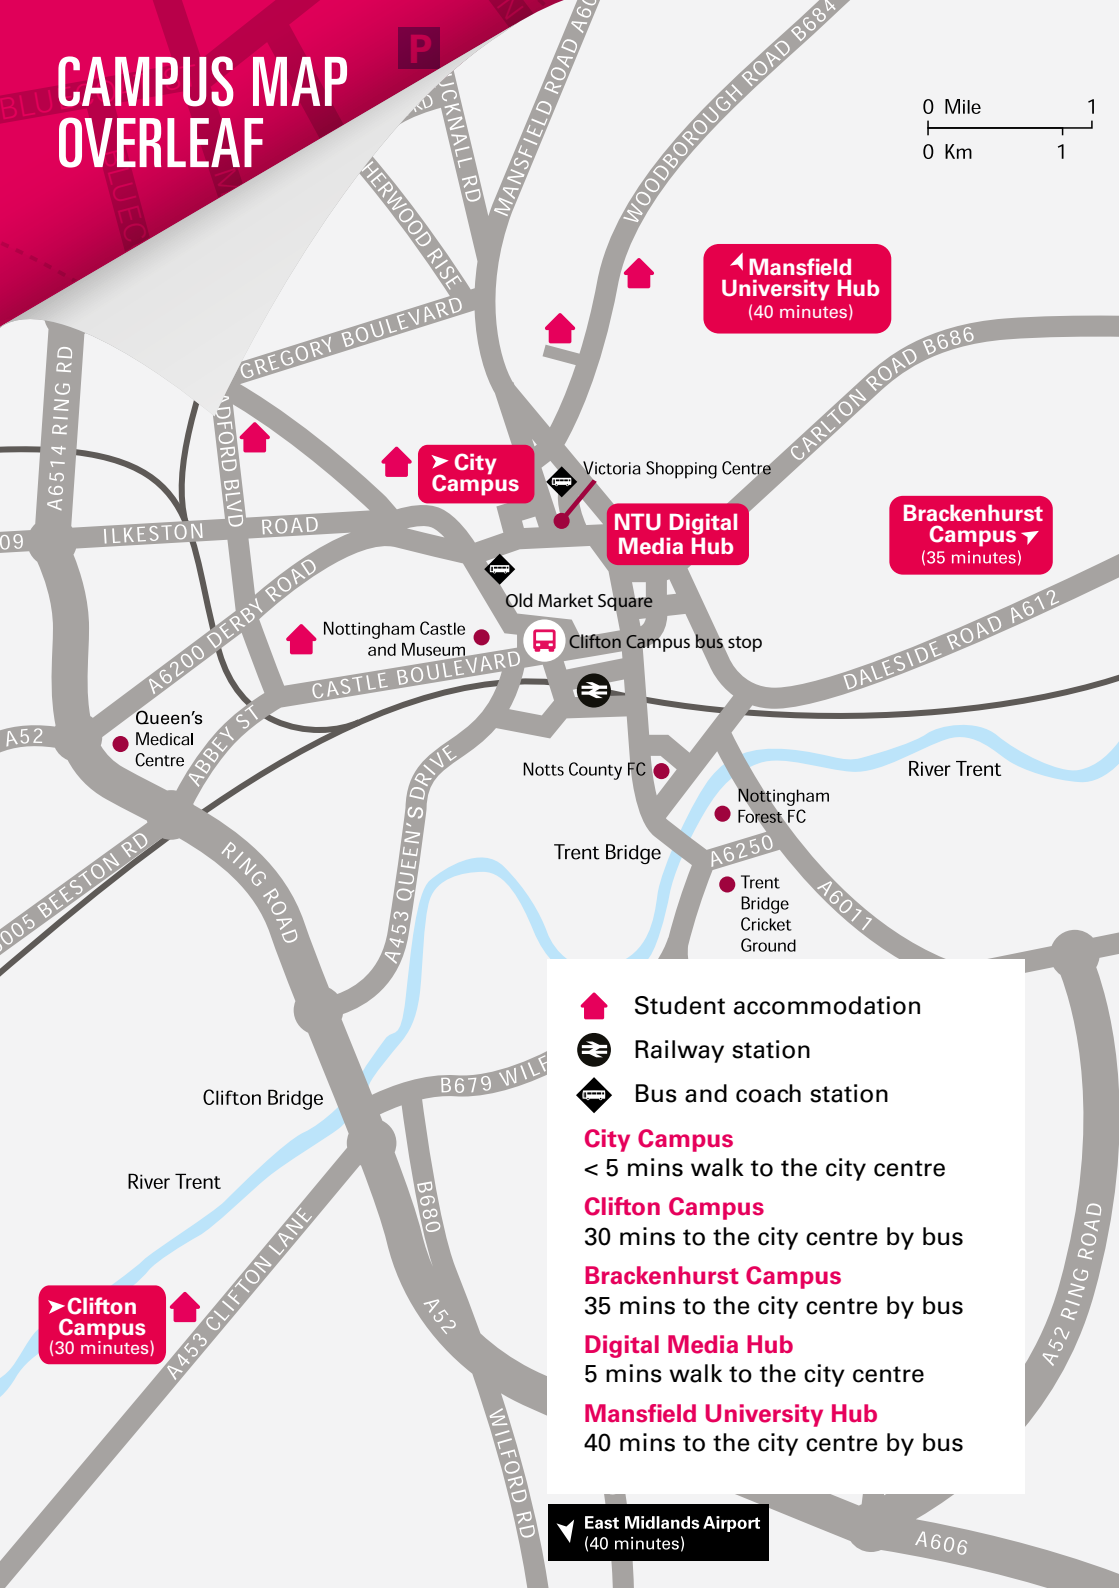 CAMPUS MAP
OVERLEAF
P
0 Mile 1
0 Km 1
MANSFIELD ROAD
WOODBOROUGH ROAD B684
RD
Mansfield
University Hub
(40 minutes)
GREGORY BOULEVARD
CARLTON ROAD B686
A6514 RING RD
City
Campus
Victoria Shopping Centre
NTU Digital
Media Hub
Brackenhurst
Campus
(35 minutes)
ILKESTON ROAD
A6200 DERBY ROAD
Old Market Square
Nottingham Castle
and Museum
Clifton Campus bus stop
CASTLE BOULEVARD
DALESIDE ROAD A612
A52
Queen's
Medical
Centre
ABBEY ST
Notts County FC
River Trent
Nottingham
Forest FC
Trent Bridge
A6250
Trent
Bridge
Cricket
Ground
A6011
BEESTON RD
RING ROAD
A453 QUEEN'S DRIVE
Clifton Bridge
B679
River Trent
B680
A453 CLIFTON LANE
A52
Clifton
Campus
(30 minutes)
WILFORD RD
A52 RING ROAD
Student accommodation
Railway station
Bus and coach station
City Campus
< 5 mins walk to the city centre
Clifton Campus
30 mins to the city centre by bus
Brackenhurst Campus
35 mins to the city centre by bus
Digital Media Hub
5 mins walk to the city centre
Mansfield University Hub
40 mins to the city centre by bus
East Midlands Airport
(40 minutes)
A606